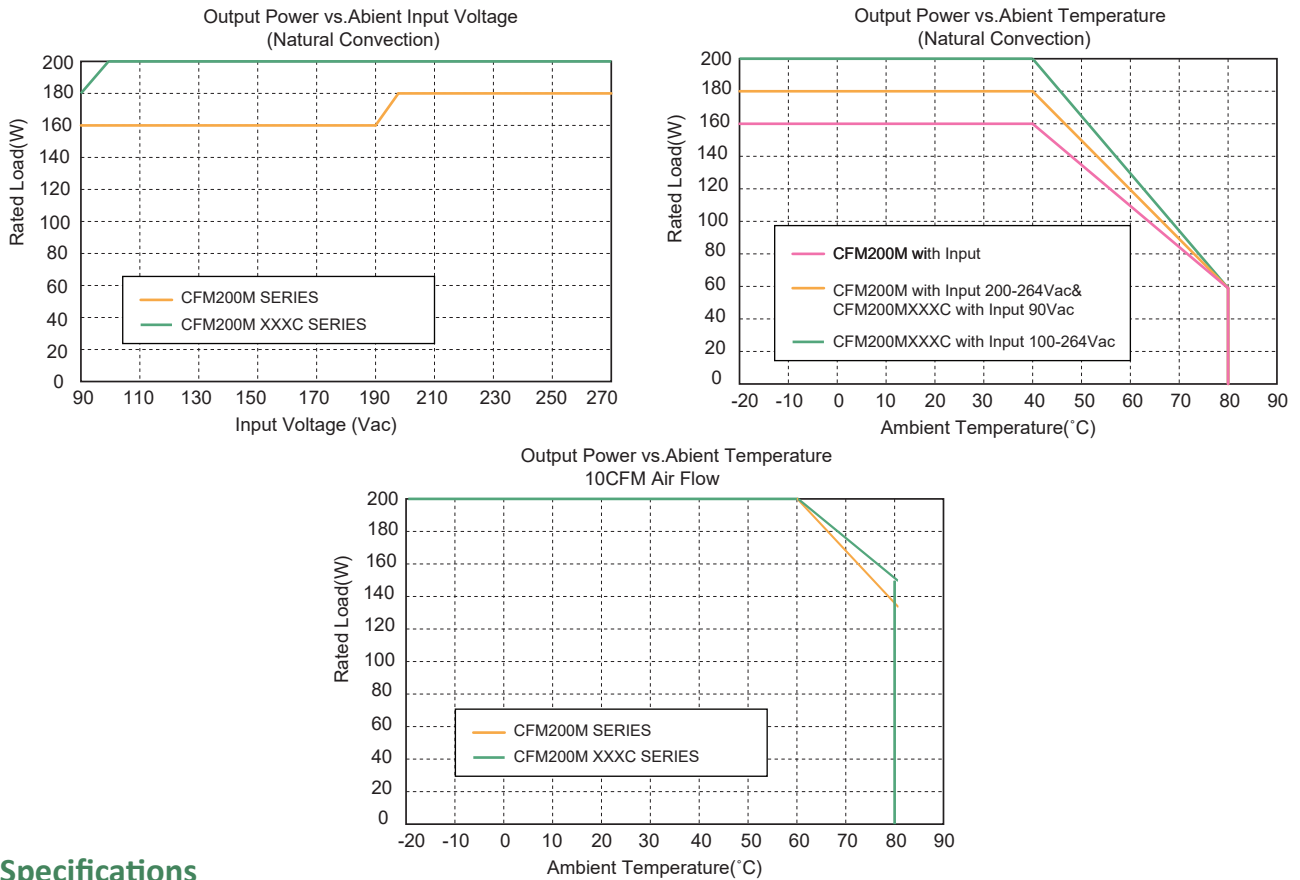 Output Power vs.Abient Input Voltage
(Natural Convection)
Rated Load(W)
200
180
160
140
120
100
80
60
40
20
0
90 110 130 150 170 190 210 230 250 270
Input Voltage (Vac)
CFM200M SERIES
CFM200M XXXC SERIES
Output Power vs.Abient Temperature
(Natural Convection)
Rated Load(W)
200
180
160
140
120
100
80
60
40
20
0
-20 -10 0 10 20 30 40 50 60 70 80 90
Ambient Temperature(˚C)
CFM200M with Input
CFM200M with Input 200-264Vac&
CFM200MXXXC with Input 90Vac
CFM200MXXXC with Input 100-264Vac
Output Power vs.Abient Temperature
10CFM Air Flow
Rated Load(W)
200
180
160
140
120
100
80
60
40
20
0
-20 -10 0 10 20 30 40 50 60 70 80 90
Ambient Temperature(˚C)
CFM200M SERIES
CFM200M XXXC SERIES
Specifications